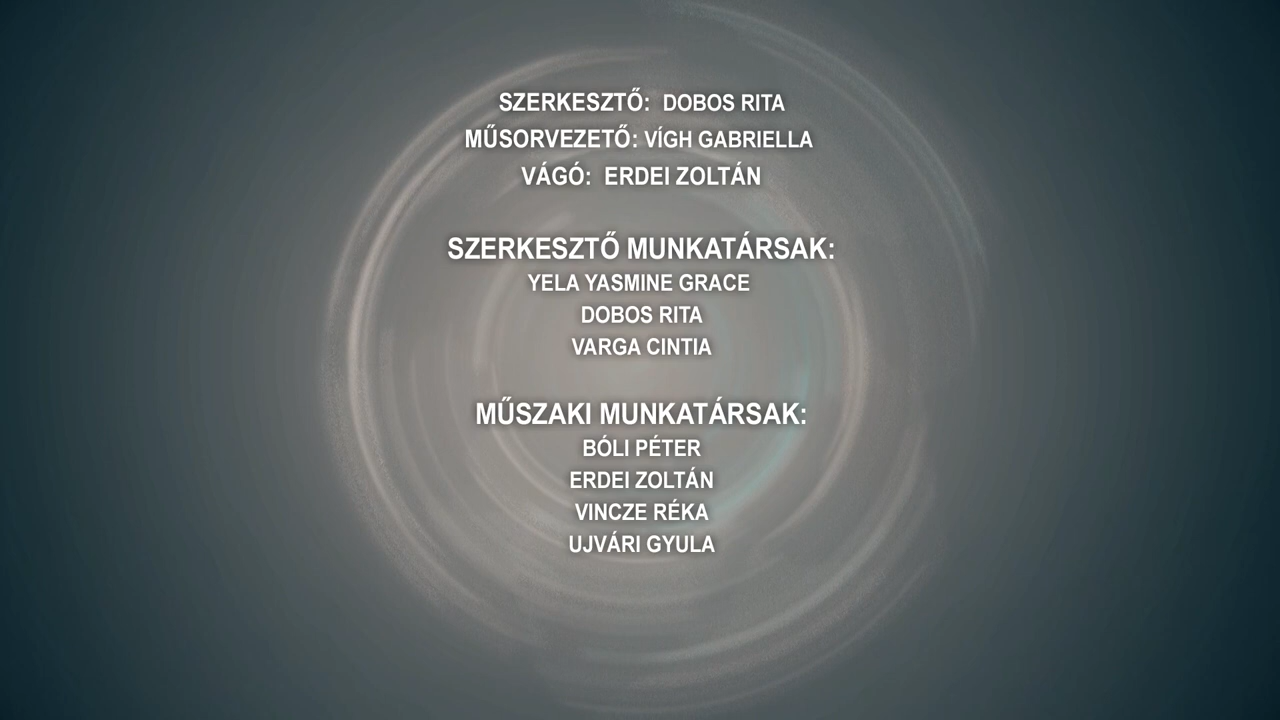 SZERKESZTŐ: DOBOS RITA
MŰSORVEZETŐ: VÍGH GABRIELLA
VÁGÓ: ERDEI ZOLTÁN
SZERKESZTŐ MUNKATÁRSAK:
YELA YASMINE GRACE
DOBOS RITA
VARGA CINTIA
MŰSZAKI MUNKATÁRSAK:
BÓLI PÉTER
ERDEI ZOLTÁN
VINCZE RÉKA
UJVÁRI GYULA